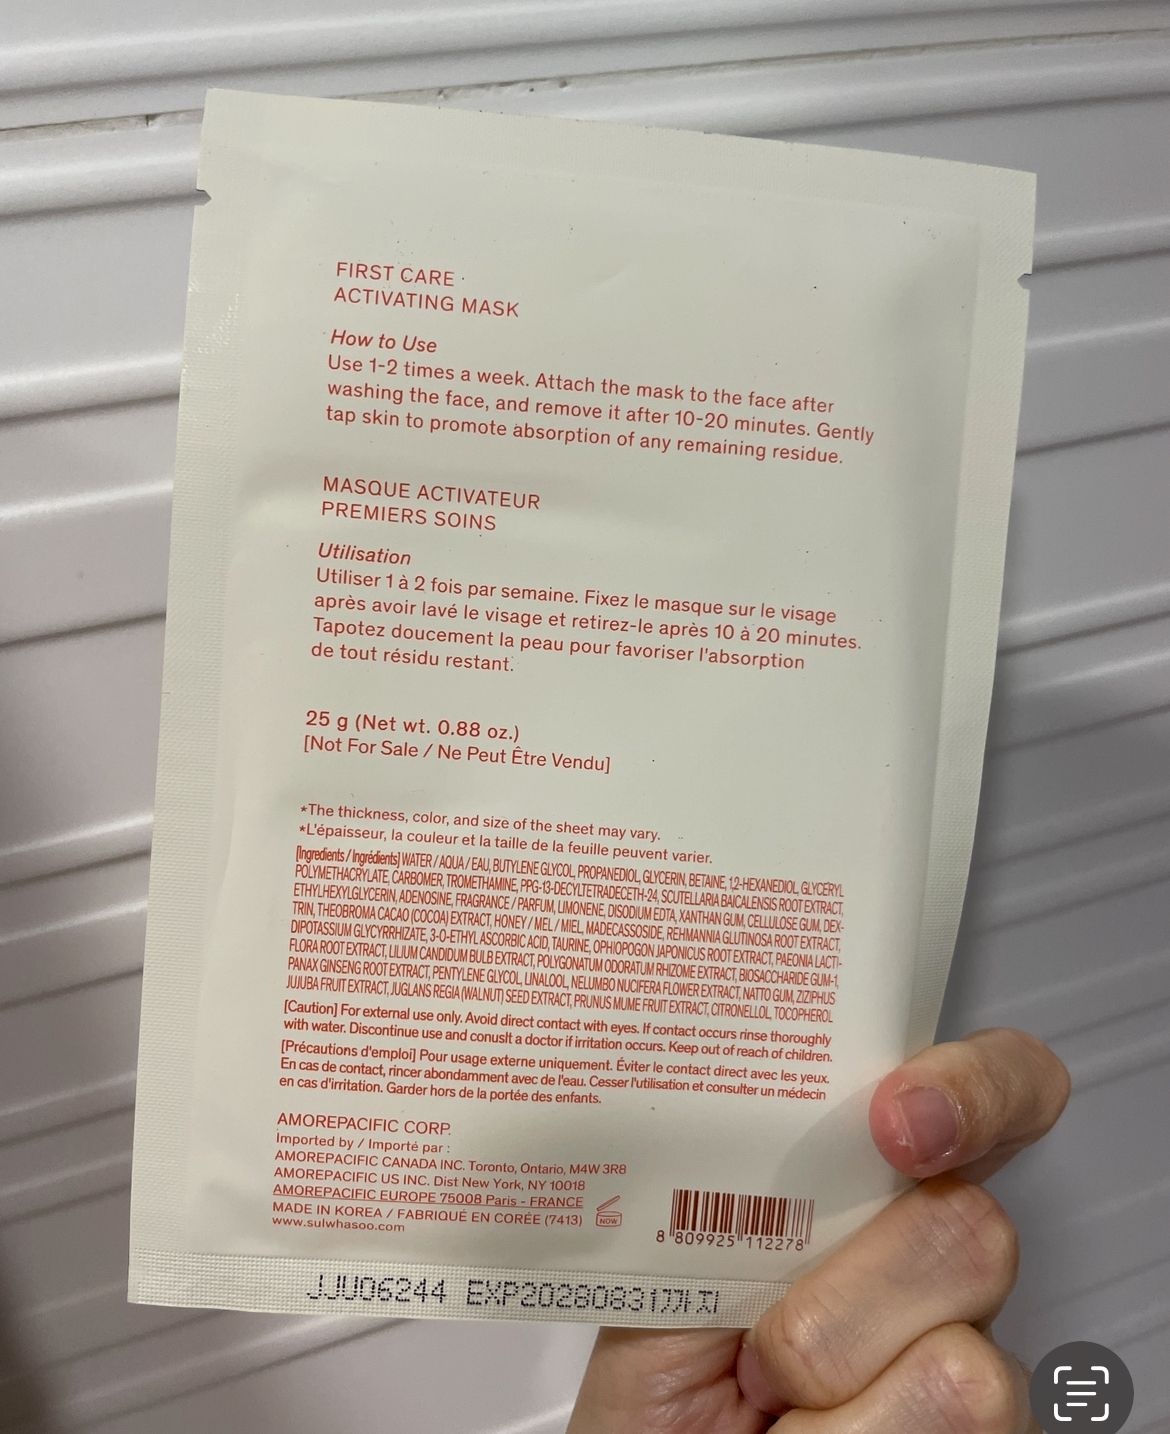 FIRST CARE
ACTIVATING MASK
How to Use
Use 1-2 times a week. Attach the mask to the face after
washing the face, and remove it after 10-20 minutes. Gently
tap skin to promote absorption of any remaining residue.
MASQUE ACTIVATEUR
PREMIERS SOINS
Utilisation
Utiliser 1 à 2 fois par semaine. Fixez le masque sur le visage
après avoir lavé le visage et retirez-le après 10 à 20 minutes.
Tapotez doucement la peau pour favoriser l'absorption
de tout résidu restant.
25 g (Net wt. 0.88 oz.)
[Not For Sale / Ne Peut Être Vendu]
*The thickness, color, and size of the sheet may vary.
*L'épaisseur, la couleur et la taille de la feuille peuvent varier.
[Ingredients / Ingrédients] WATER / AQUA / EAU, BUTYLENE GLYCOL, PROPANEDIOL, GLYCERIN, BETAINE, 1,2-HEXANEDIOL, GLYCERYL
POLYMETHACRYLATE, CARBOMER, TROMETHAMINE, PPG-13-DECYLTETRADECETH-24, SCUTELLARIA BAICALENSIS ROOT EXTRACT,
ETHYLHEXYLGLYCERIN, ADENOSINE, FRAGRANCE / PARFUM, LIMONENE, DISODIUM EDTA, XANTHAN GUM, CELLULOSE GUM, DEX-
TRIN, THEOBROMA CACAO (COCOA) EXTRACT, HONEY / MEL / MIEL, MADECASSOSIDE, REHMANNIA GLUTINOSA ROOT EXTRACT,
DIPOTASSIUM GLYCYRRHIZATE, 3-O-ETHYL ASCORBIC ACID, TAURINE, OPHIOPOGON JAPONICUS ROOT EXTRACT, PAEONIA LACTI-
FLORA ROOT EXTRACT, LILIUM CANDIDUM BULB EXTRACT, POLYGONATUM ODORATUM RHIZOME EXTRACT, BIOSACCHARIDE GUM-1,
PANAX GINSENG ROOT EXTRACT, PENTYLENE GLYCOL, LINALOOL, NELUMBO NUCIFERA FLOWER EXTRACT, NATTO GUM, ZIZIPHUS
JUJUBA FRUIT EXTRACT, JUGLANS REGIA (WALNUT) SEED EXTRACT, PRUNUS MUME FRUIT EXTRACT, CITRONELLOL, TOCOPHEROL
[Caution] For external use only. Avoid direct contact with eyes. If contact occurs rinse thoroughly
with water. Discontinue use and conuslt a doctor if irritation occurs. Keep out of reach of children.
[Précautions d'emploi] Pour usage externe uniquement. Éviter le contact direct avec les yeux.
En cas de contact, rincer abondamment avec de l'eau. Cesser l'utilisation et consulter un médecin
en cas d'irritation. Garder hors de la portée des enfants.
AMOREPACIFIC CORP.
Imported by / Importé par :
AMOREPACIFIC CANADA INC. Toronto, Ontario, M4W 3R8
AMOREPACIFIC US INC. Dist New York, NY 10018
AMOREPACIFIC EUROPE 75008 Paris - FRANCE
MADE IN KOREA / FABRIQUÉ EN CORÉE (7413)
www.sulwhasoo.com
NOW
8 809925 112278
JJU06244 EXP20280831까지